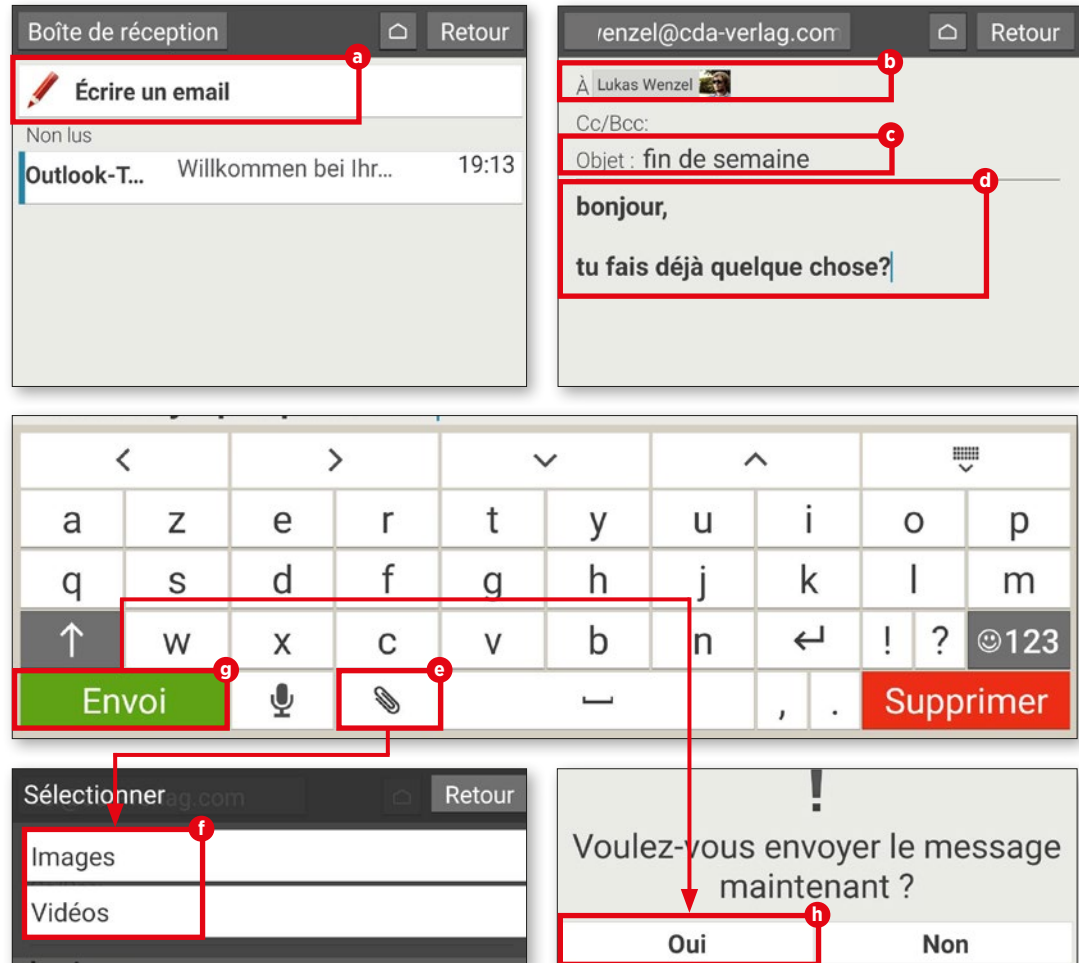 Boîte de réception Retour
a
Écrire un email
Non lus
Outlook-T... Willkommen bei Ihr... 19:13
enzel@cda-verlag.com Retour
b
À Lukas Wenzel
Cc/Bcc:
c
Objet : fin de semaine
d
bonjour,
tu fais déjà quelque chose?
a z e r t y u i o p
q s d f g h j k l m
w x c v b n ! ? 123
g e
Envoi , . Supprimer
Sélectionner Retour
f
Images
Vidéos
!
Voulez-vous envoyer le message
maintenant ?
h
Oui Non